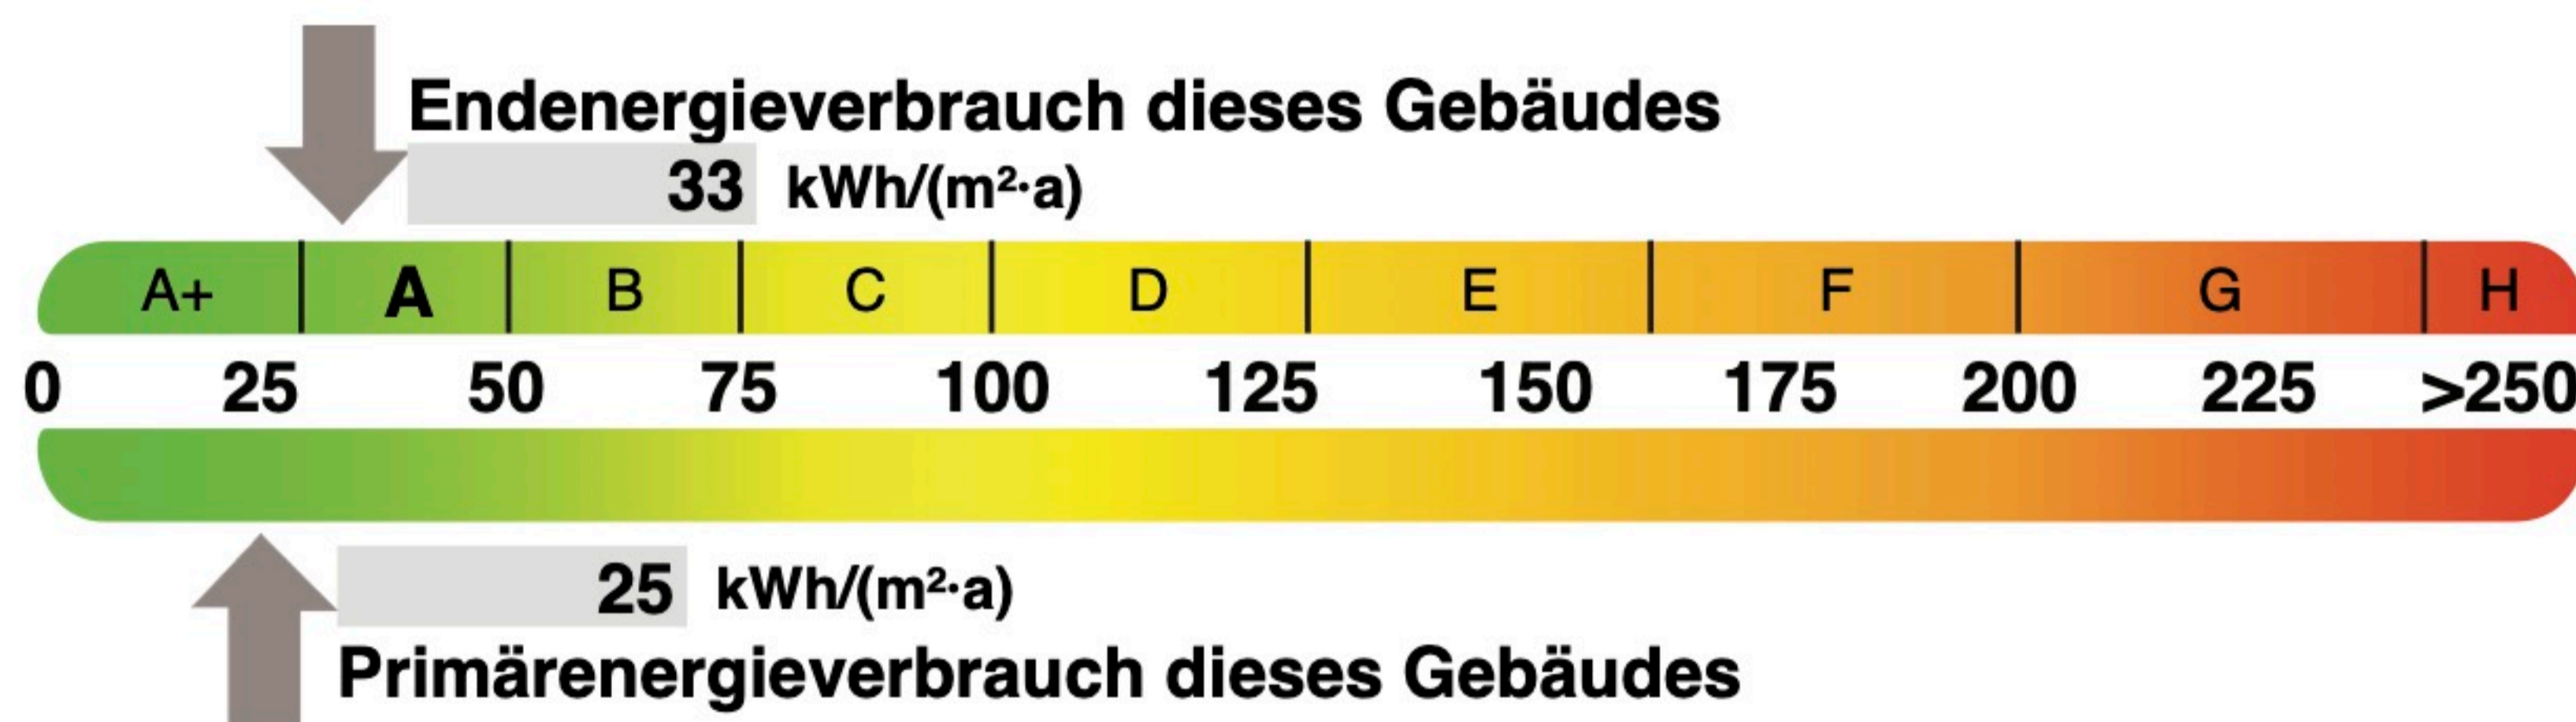 Endenergieverbrauch dieses Gebäudes
33 kWh/(m²·a)
A+ A B C D E F G H
0 25 50 75 100 125 150 175 200 225 >250
25 kWh/(m²·a)
Primärenergieverbrauch dieses Gebäudes